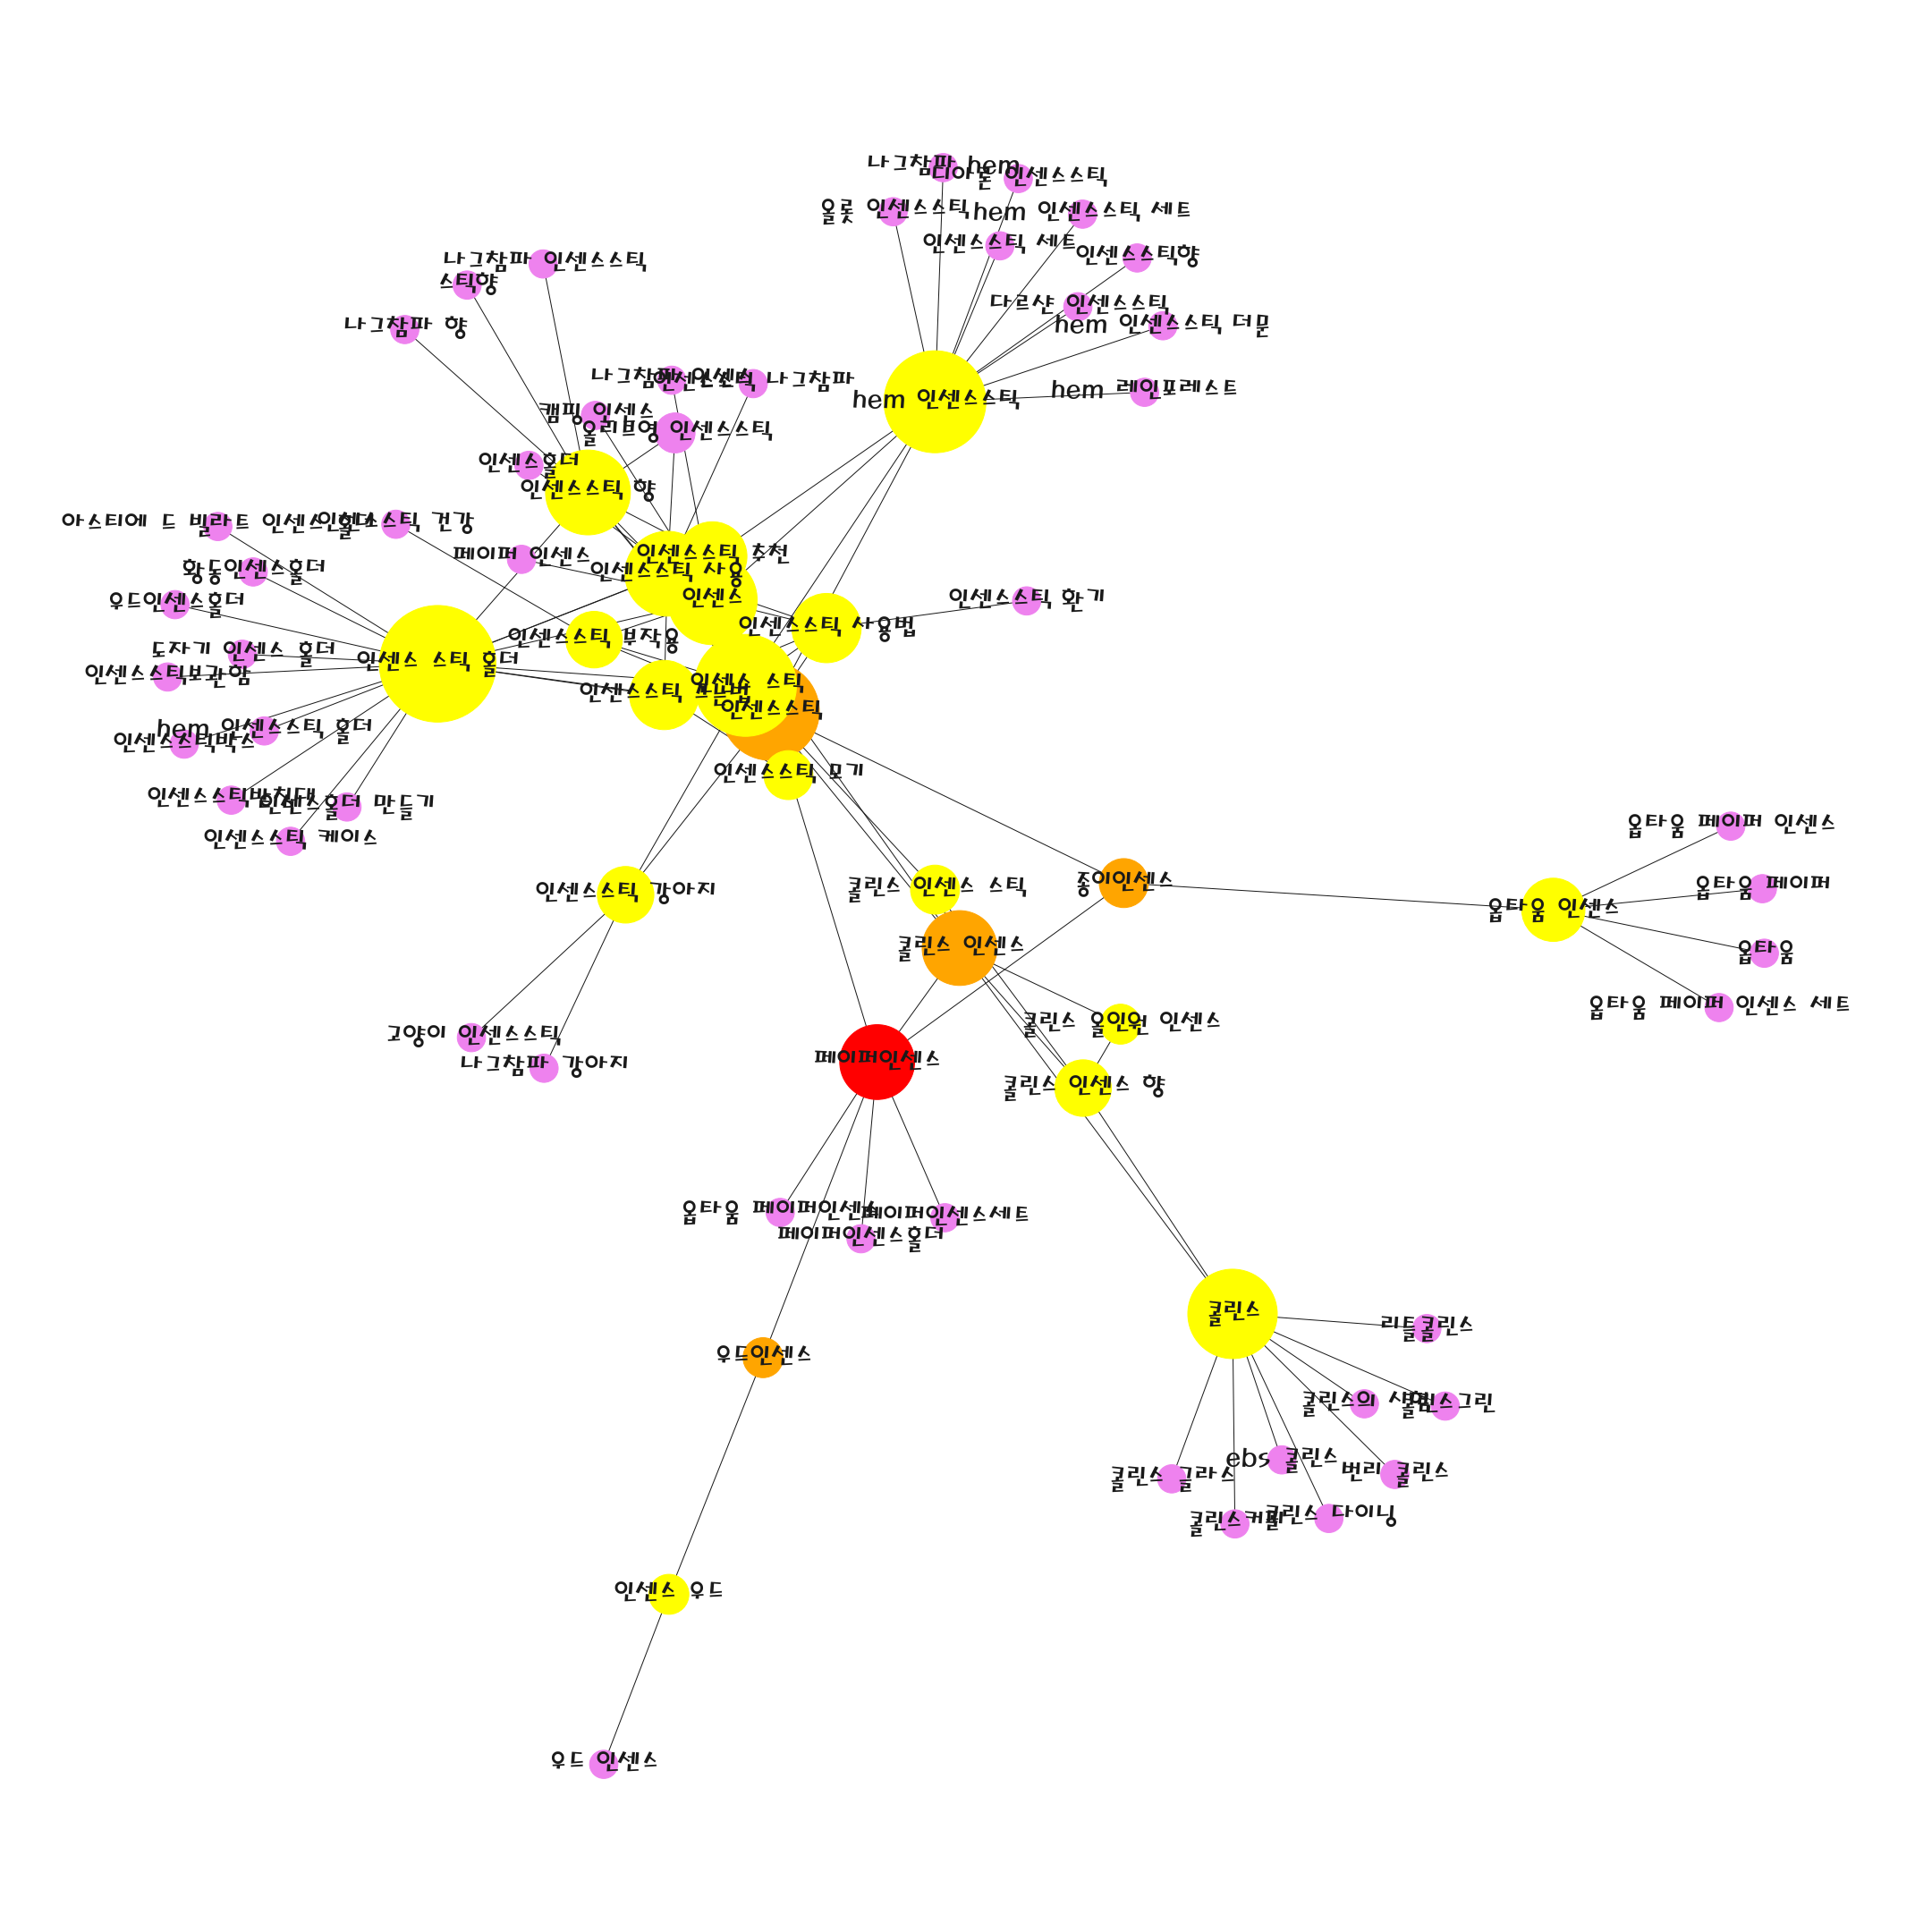 나그참파 hem
디아론 인센스스틱
올롯 인센스스틱
hem 인센스스틱 세트
인센스스틱 세트
인센스스틱향
나그참파 인센스스틱
스틱향
다르샨 인센스스틱
hem 인센스스틱 더문
나그참파 향
나그참파 인센스
인센스스틱 나그참파
hem 레인포레스트
hem 인센스스틱
캠핑 인센스
올리브영 인센스스틱
인센스홀더
인센스스틱 향
아스티에 드 빌라트 인센스 홀더
인센스스틱 건강
페이퍼 인센스
인센스스틱 추천
황동인센스홀더
인센스스틱 사용
우드인센스홀더
인센스
인센스스틱 환기
인센스스틱 사용법
인센스스틱 부작용
도자기 인센스 홀더
인센스 스틱 홀더
인센스스틱보관함
인센스 스틱
인센스스틱
hem 인센스스틱 홀더
인센스스틱박스
인센스스틱 모기
인센스스틱받침대
인센스홀더 만들기
인센스스틱 케이스
옵타움 페이퍼 인센스
인센스스틱 강아지
콜린스 인센스 스틱
종이인센스
옵타움 페이퍼
옵타움 인센스
콜린스 인센스
옵타움
옵타움 페이퍼 인센스 세트
콜린스 올인원 인센스
고양이 인센스스틱
페이퍼인센스
나그참파 강아지
콜린스 인센스 향
옵타움 페이퍼인센스
페이퍼인센스세트
페이퍼인센스홀더
콜린스
리틀콜린스
우드인센스
콜린스의
콜린스그린
ebs 콜린스
번리 콜린스
콜린스 글라스
콜린스커피
콜린스 다이닝
인센스 우드
우드 인센스